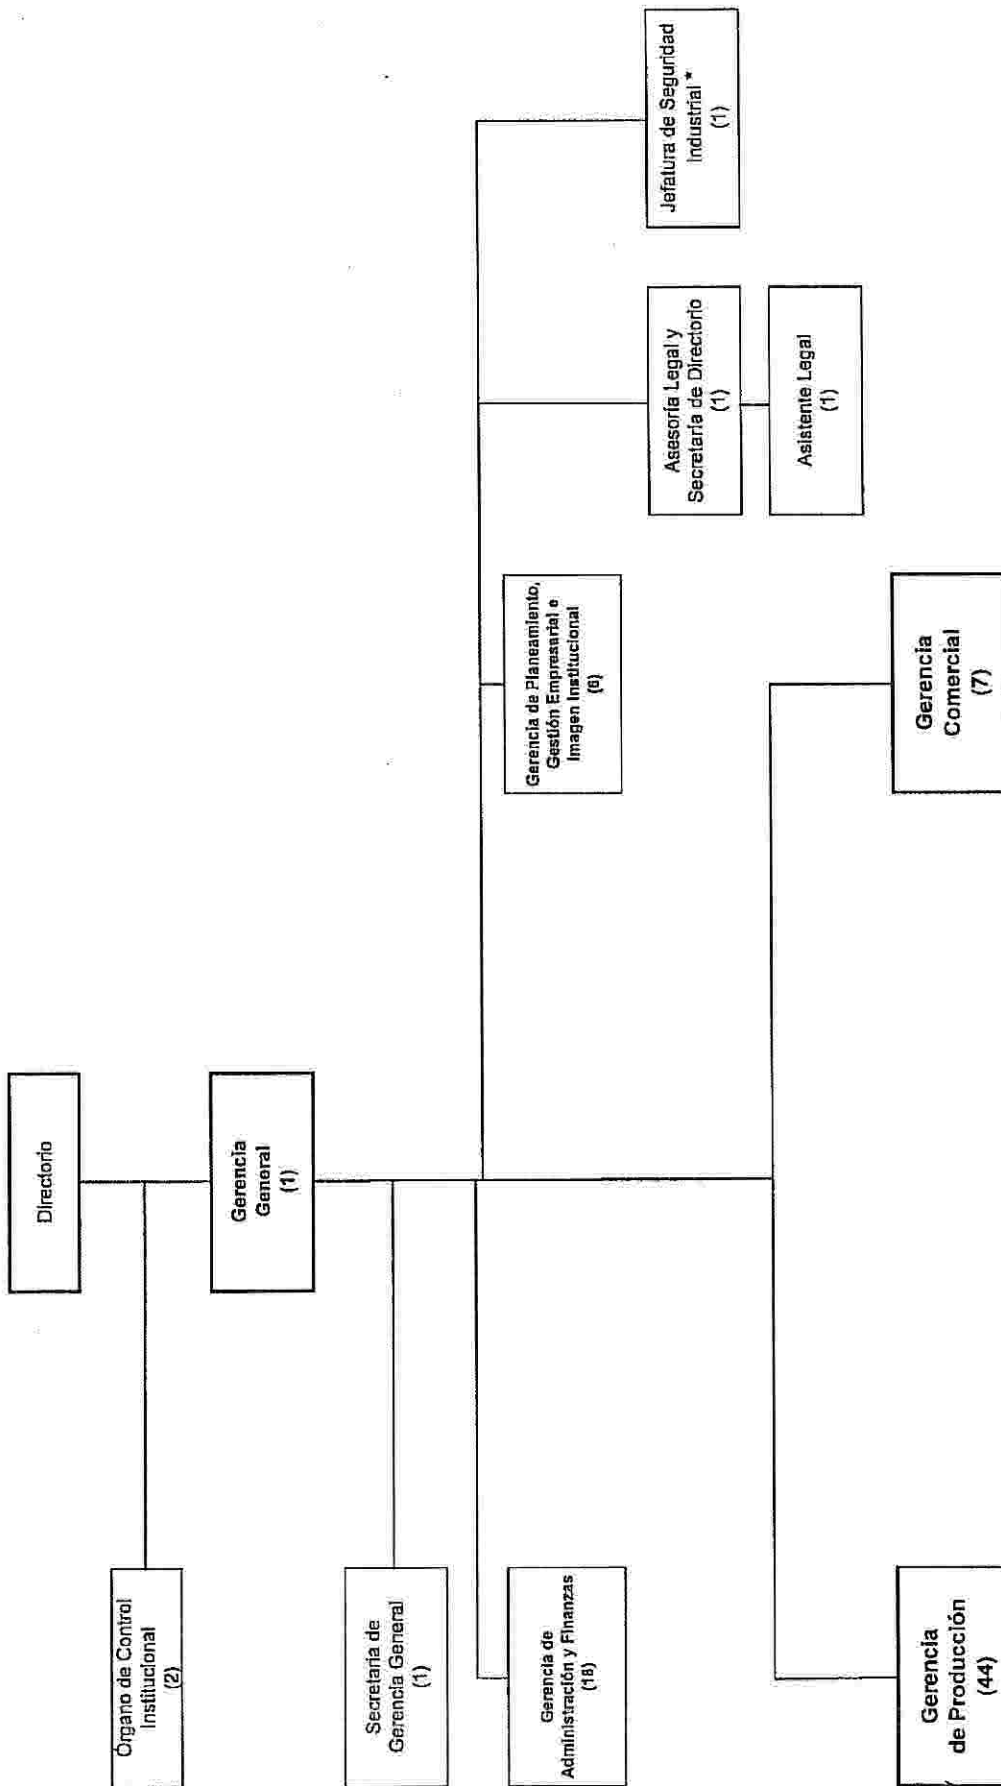 Directorio
Órgano de Control
Institucional
(2)
Gerencia
General
(1)
Secretaría de
Gerencia General
(1)
Gerencia de
Administración y Finanzas
(18)
Gerencia de Planeamiento,
Gestión Empresarial e
Imagen Institucional
(6)
Asesoría Legal y
Secretaría de Directorio
(1)
Asistente Legal
(1)
Jefatura de Seguridad
Industrial *
(1)
Gerencia
de Producción
(44)
Gerencia
Comercial
(7)